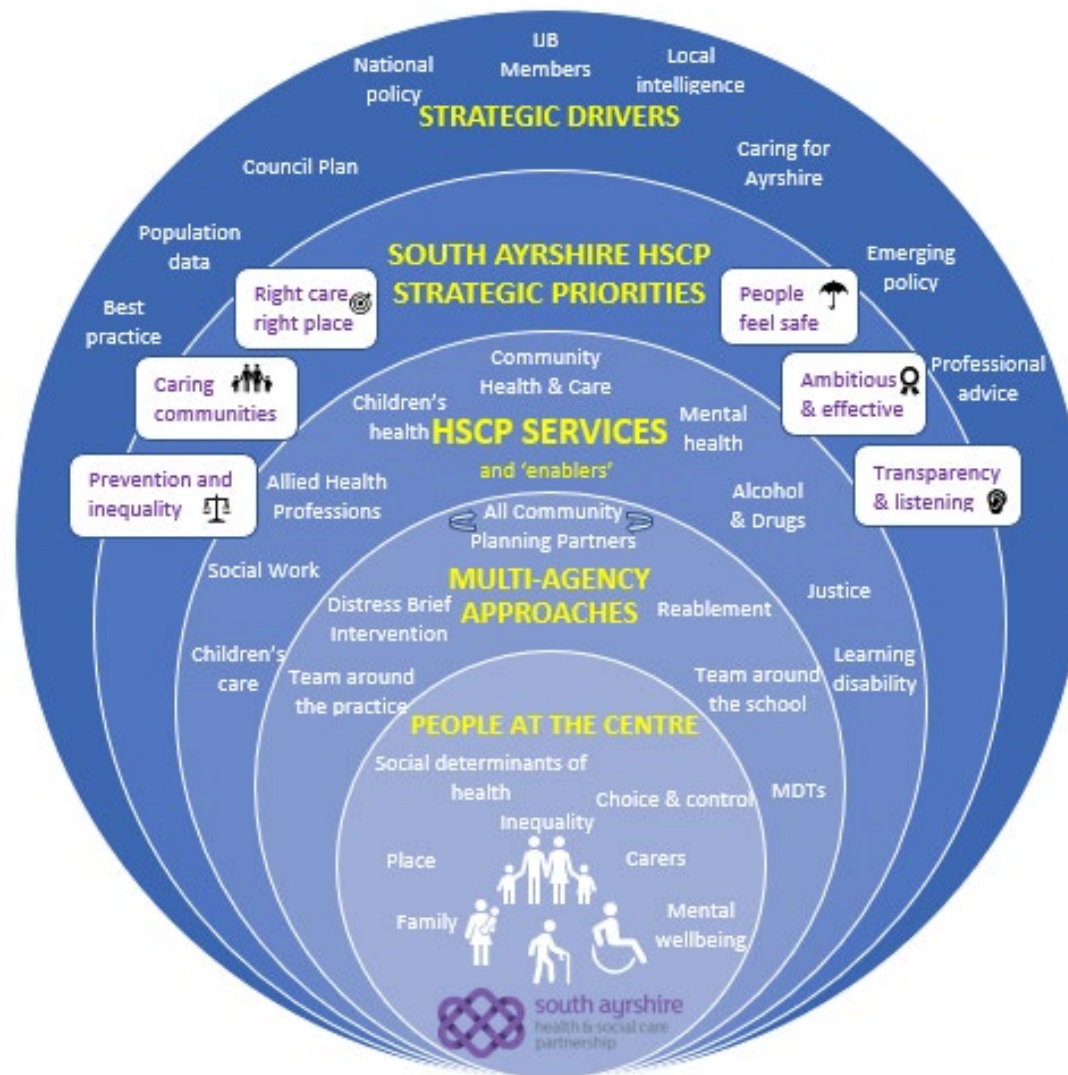 IJB
Members
National
policy
Local
intelligence
STRATEGIC DRIVERS
Council Plan
Caring for
Ayrshire
Population
data
Emerging
policy
Best
practice
Professional
advice
SOUTH AYRSHIRE HSCP
STRATEGIC PRIORITIES
Right care
right place
People
feel safe
Caring
communities
Ambitious
& effective
Prevention and
inequality
Transparency
& listening
Community
Health & Care
Children's
health
Mental
health
HSCP SERVICES
and 'enablers'
Allied Health
Professions
Alcohol
& Drugs
Social Work
Justice
Children's
care
Learning
disability
All Community
Planning Partners
MULTI-AGENCY
APPROACHES
Distress Brief
Intervention
Reablement
Team around
the practice
Team around
the school
MDTs
PEOPLE AT THE CENTRE
Social determinants of
health
Choice & control
Inequality
Place
Carers
Family
Mental
wellbeing
south ayrshire
health & social care
partnership